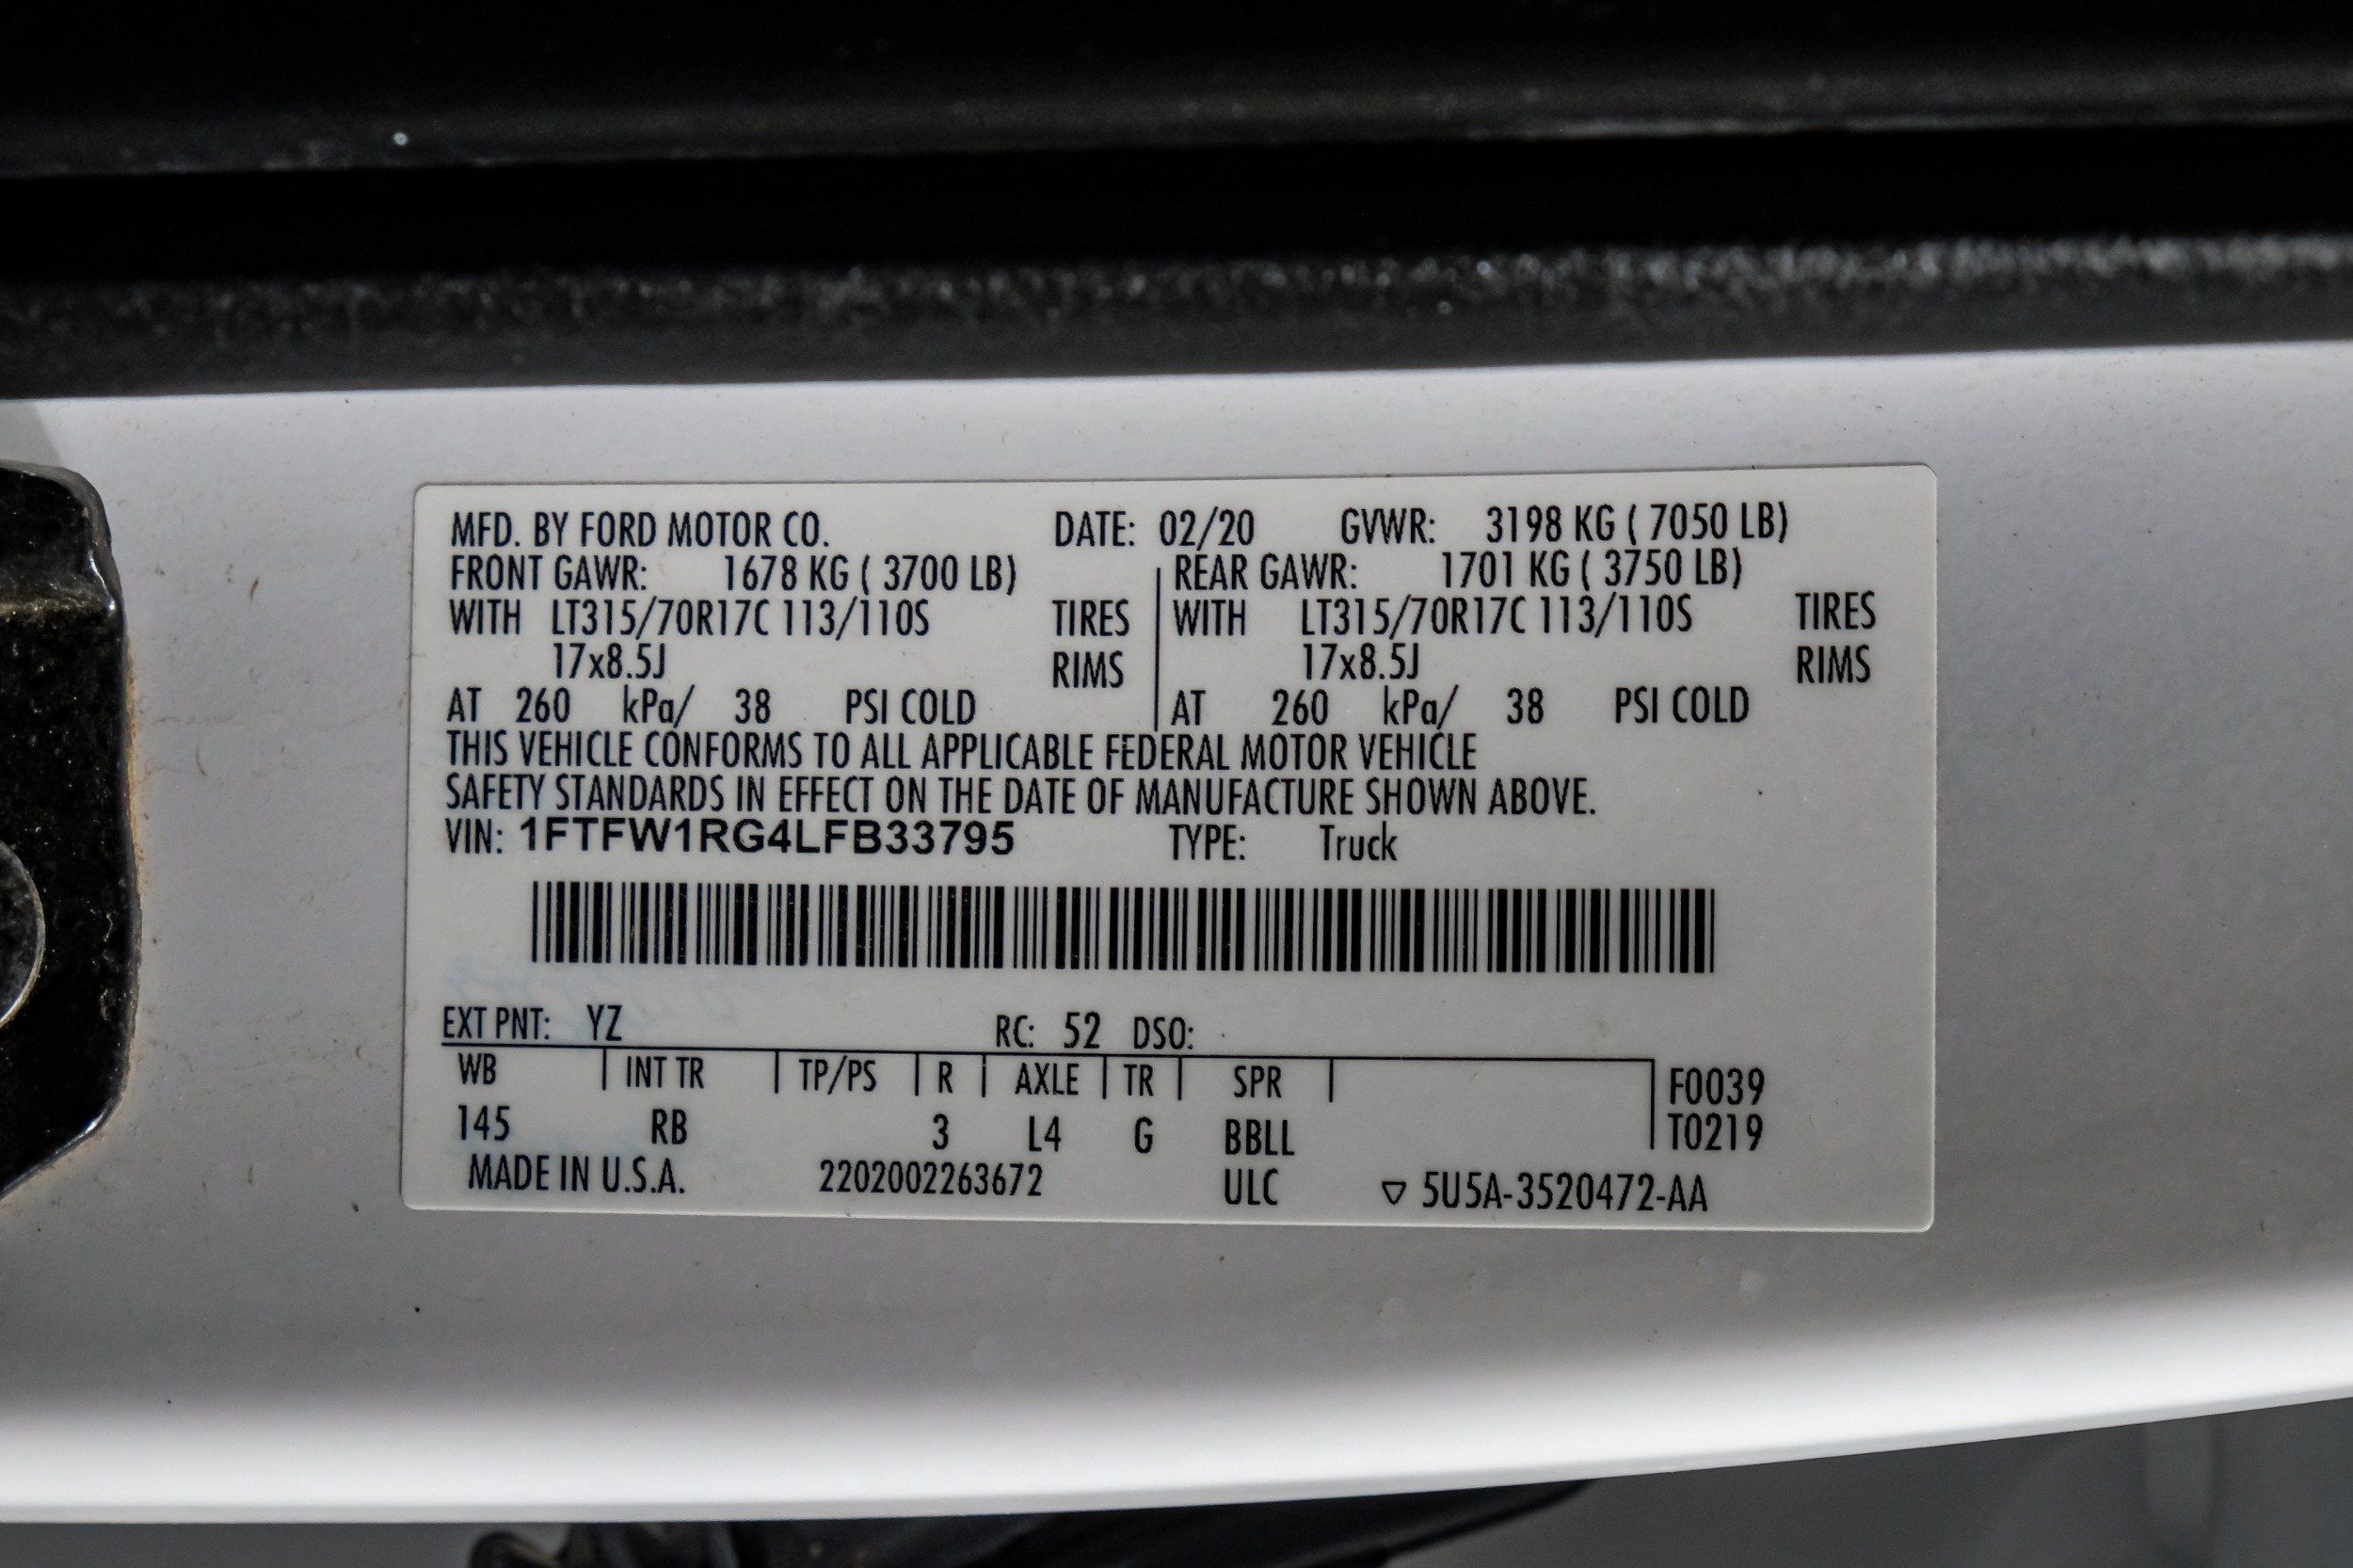 MFD. BY FORD MOTOR CO. DATE: 02/20 GVWR: 3198 KG ( 7050 LB)
FRONT GAWR: 1678 KG ( 3700 LB) REAR GAWR: 1701 KG ( 3750 LB)
WITH LT315/70R17C 113/110S TIRES WITH LT315/70R17C 113/110S TIRES
17x8.5J RIMS 17x8.5J RIMS
AT 260 kPa/ 38 PSI COLD AT 260 kPa/ 38 PSI COLD
THIS VEHICLE CONFORMS TO ALL APPLICABLE FEDERAL MOTOR VEHICLE
SAFETY STANDARDS IN EFFECT ON THE DATE OF MANUFACTURE SHOWN ABOVE.
VIN: 1FTFW1RG4LFB33795 TYPE: Truck
EXT PNT: YZ RC: 52 DSO:
WB INT TR TP/PS R AXLE TR SPR F0039
145 RB 3 L4 G BBLL T0219
MADE IN U.S.A. 2202002263672 ULC ▽ 5U5A-3520472-AA